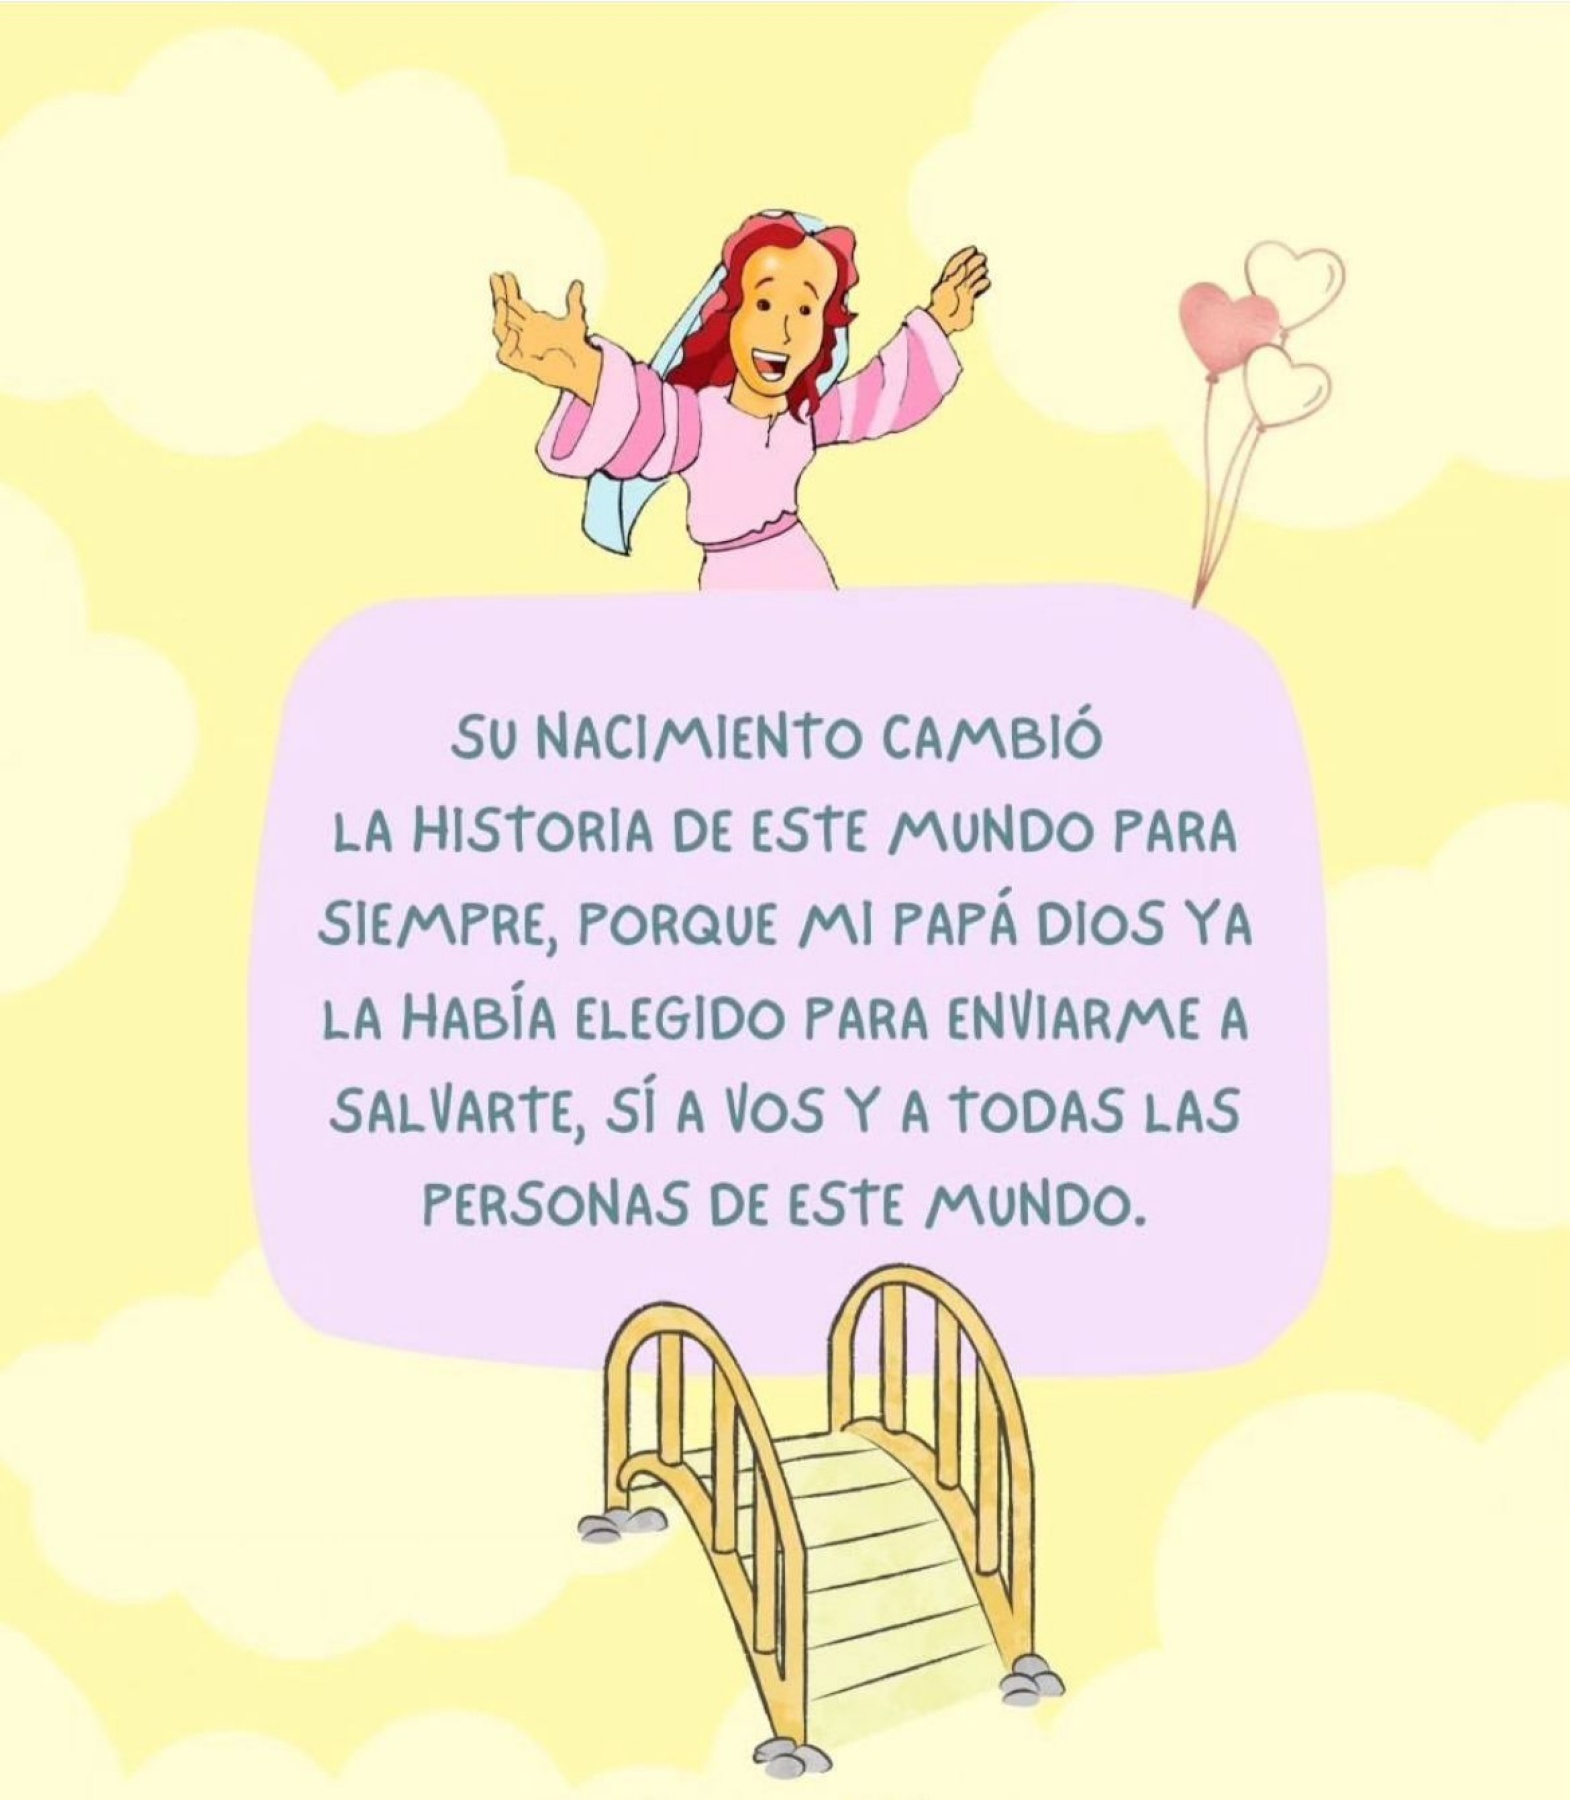 SU NACIMIENTO CAMBIÓ
LA HISTORIA DE ESTE MUNDO PARA
SIEMPRE, PORQUE MI PAPÁ DIOS YA
LA HABÍA ELEGIDO PARA ENVIARME A
SALVARTE, SÍ A VOS Y A TODAS LAS
PERSONAS DE ESTE MUNDO.